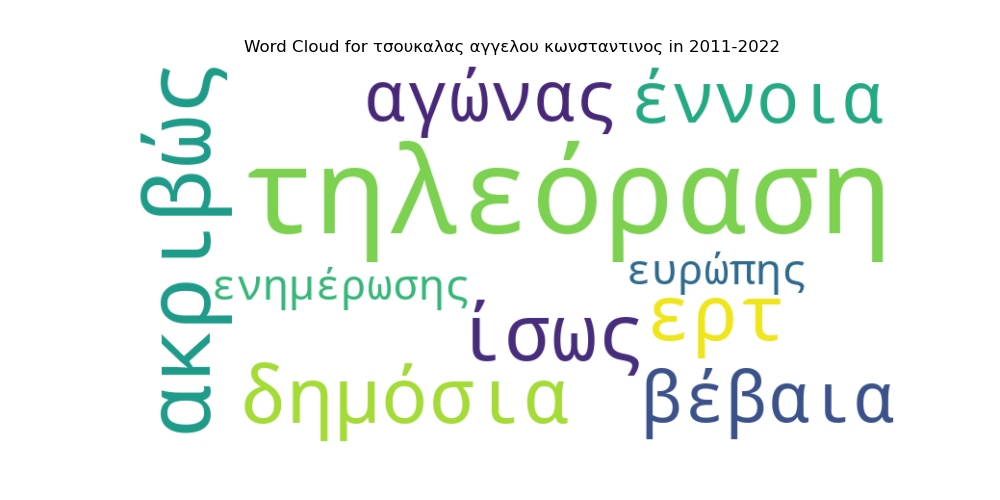 Word Cloud for τσουκαλας αγγελου κωνσταντινος in 2011-2022
ακριβώς
αγώνας
έννοια
τηλεόραση
ενημέρωσης
ευρώπης
ίσως
ερτ
δημόσια
βέβαια